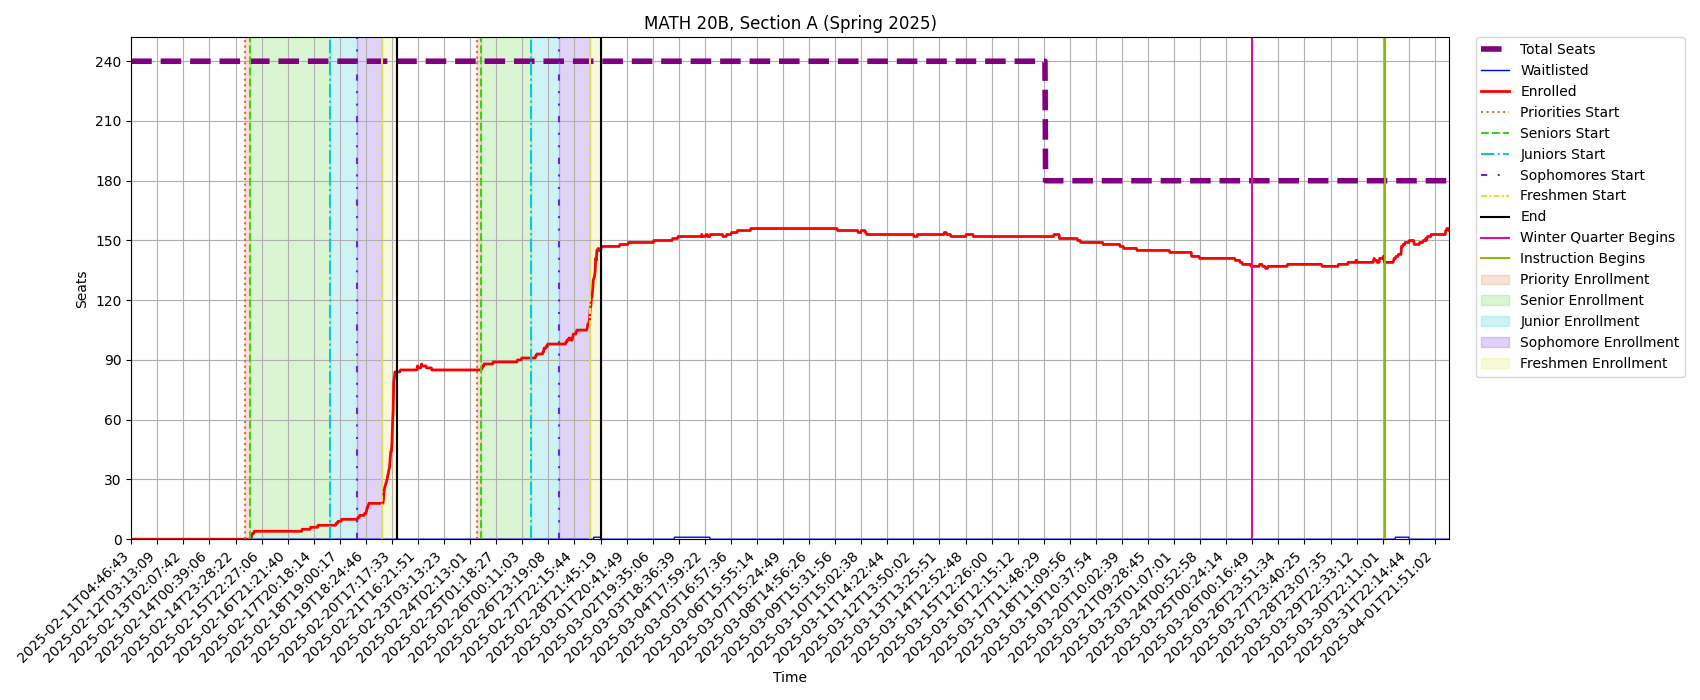 MATH 20B, Section A (Spring 2025)
Seats
240
210
180
150
120
90
60
30
0
2025-02-11T04:46:43
2025-02-12T03:13:09
2025-02-13T02:07:42
2025-02-14T00:39:06
2025-02-14T23:28:22
2025-02-15T22:27:06
2025-02-16T21:21:40
2025-02-17T20:18:14
2025-02-18T19:00:17
2025-02-19T18:24:46
2025-02-20T17:17:33
2025-02-21T16:21:51
2025-02-23T03:13:23
2025-02-24T02:13:01
2025-02-25T01:18:27
2025-02-26T00:11:03
2025-02-26T23:19:08
2025-02-27T22:15:44
2025-02-28T21:45:19
2025-03-01T20:41:49
2025-03-02T19:35:06
2025-03-03T18:36:39
2025-03-04T17:59:22
2025-03-05T16:57:36
2025-03-06T15:55:14
2025-03-07T15:24:49
2025-03-08T14:56:26
2025-03-09T15:31:56
2025-03-10T15:02:38
2025-03-11T14:22:44
2025-03-12T13:50:02
2025-03-13T13:25:51
2025-03-14T12:52:48
2025-03-15T12:26:00
2025-03-16T12:15:12
2025-03-17T11:48:29
2025-03-18T11:09:56
2025-03-19T10:37:54
2025-03-20T10:02:39
2025-03-21T09:28:45
2025-03-23T01:07:01
2025-03-24T00:52:58
2025-03-25T00:24:14
2025-03-26T00:16:49
2025-03-26T23:51:34
2025-03-27T23:40:25
2025-03-28T23:07:35
2025-03-29T22:33:12
2025-03-30T22:11:01
2025-03-31T22:14:44
2025-04-01T21:51:02
Time
Total Seats
Waitlisted
Enrolled
Priorities Start
Seniors Start
Juniors Start
Sophomores Start
Freshmen Start
End
Winter Quarter Begins
Instruction Begins
Priority Enrollment
Senior Enrollment
Junior Enrollment
Sophomore Enrollment
Freshmen Enrollment